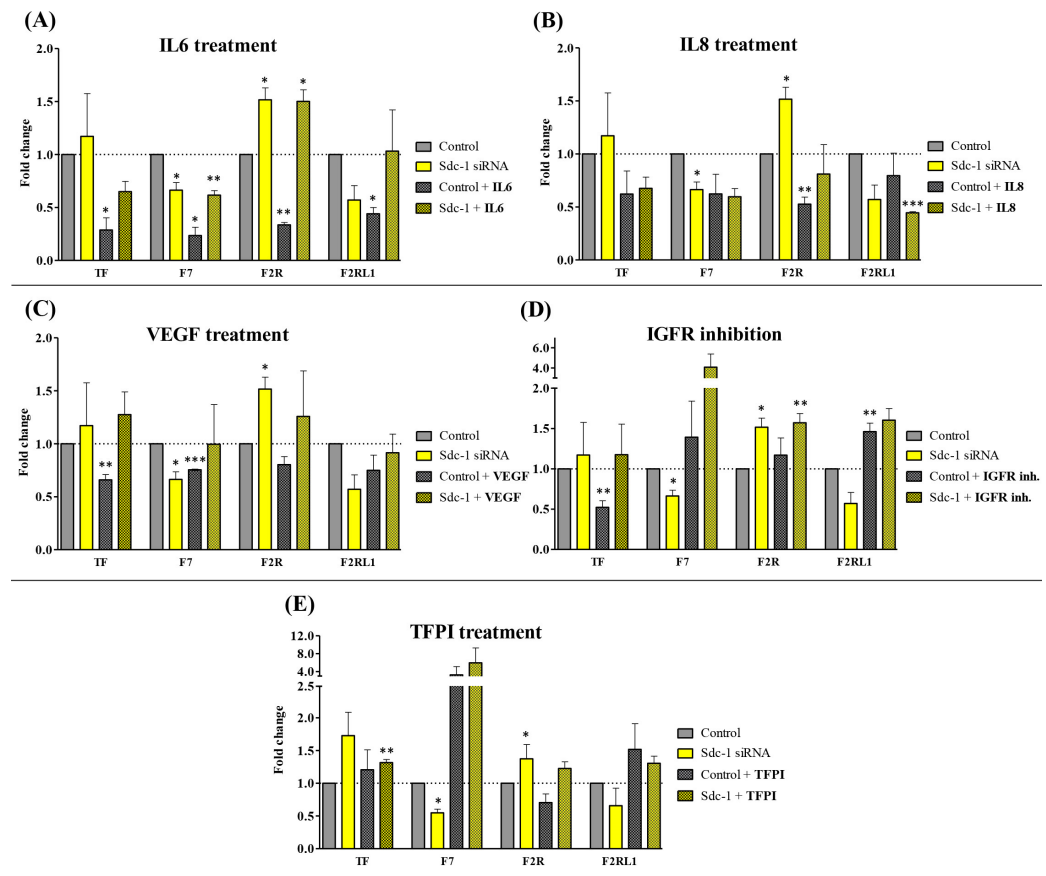 (A)
IL6 treatment
2.0
1.5
1.0
0.5
0.0
Fold change
* * ** * ** * *
TF F7 F2R F2RL1
Control
Sdc-1 siRNA
Control + IL6
Sdc-1 + IL6
(B)
IL8 treatment
2.0
1.5
1.0
0.5
0.0
Fold change
* * ** ***
TF F7 F2R F2RL1
Control
Sdc-1 siRNA
Control + IL8
Sdc-1 + IL8
(C)
VEGF treatment
2.0
1.5
1.0
0.5
0.0
Fold change
** * *** *
TF F7 F2R F2RL1
Control
Sdc-1 siRNA
Control + VEGF
Sdc-1 + VEGF
(D)
IGFR inhibition
6.0
4.0
2.0
1.5
1.0
0.5
0.0
Fold change
** * * ** **
TF F7 F2R F2RL1
Control
Sdc-1 siRNA
Control + IGFR inh.
Sdc-1 + IGFR inh.
(E)
TFPI treatment
12.0
4.0
2.5
1.5
1.0
0.5
0.0
Fold change
** * *
TF F7 F2R F2RL1
Control
Sdc-1 siRNA
Control + TFPI
Sdc-1 + TFPI